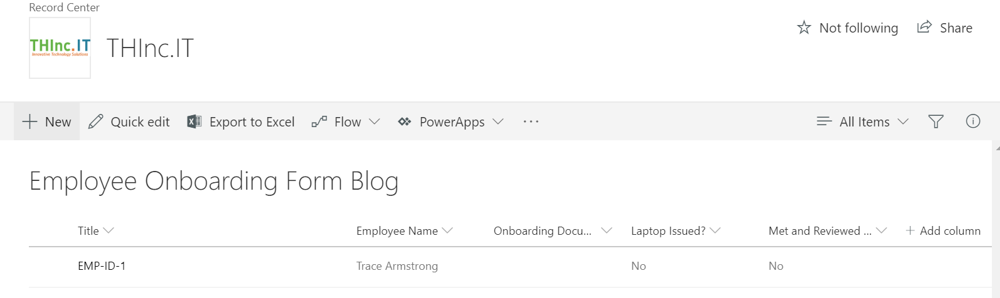 Record Center
THInc.IT
Innovative Technology Solutions
THInc.IT
Not following Share
New Quick edit Export to Excel Flow PowerApps ... All Items
Employee Onboarding Form Blog
Title Employee Name Onboarding Docu... Laptop Issued? Met and Reviewed ... + Add column
EMP-ID-1 Trace Armstrong No No